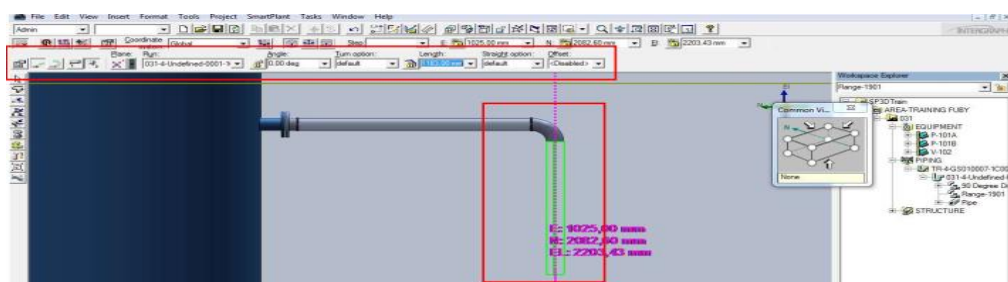 File Edit View Insert Format Tools Project SmartPlant Tasks Window Help
Admin
INTERGRAPH
Coordinate Global Step: E: 1025,00 mm N: 2082,60 mm El: 2203,43 mm
Plane: Run: Angle: Turn option: Length: Straight option: Offset:
031-4-Undefined-0001-1 0,00 deg default default <Disabled>
Workspace Explorer
Flange-1901
SP3DTrain
AREA-TRAINING FUBY
031
EQUIPMENT
P-101A
P-101B
V-102
PIPING
031-4-Undefined-
90 Degree Di
Flange-1901
Pipe
STRUCTURE
Common Vi...
N
None
E: 1025,00 mm
N: 2082,60 mm
EL: 2203,43 mm